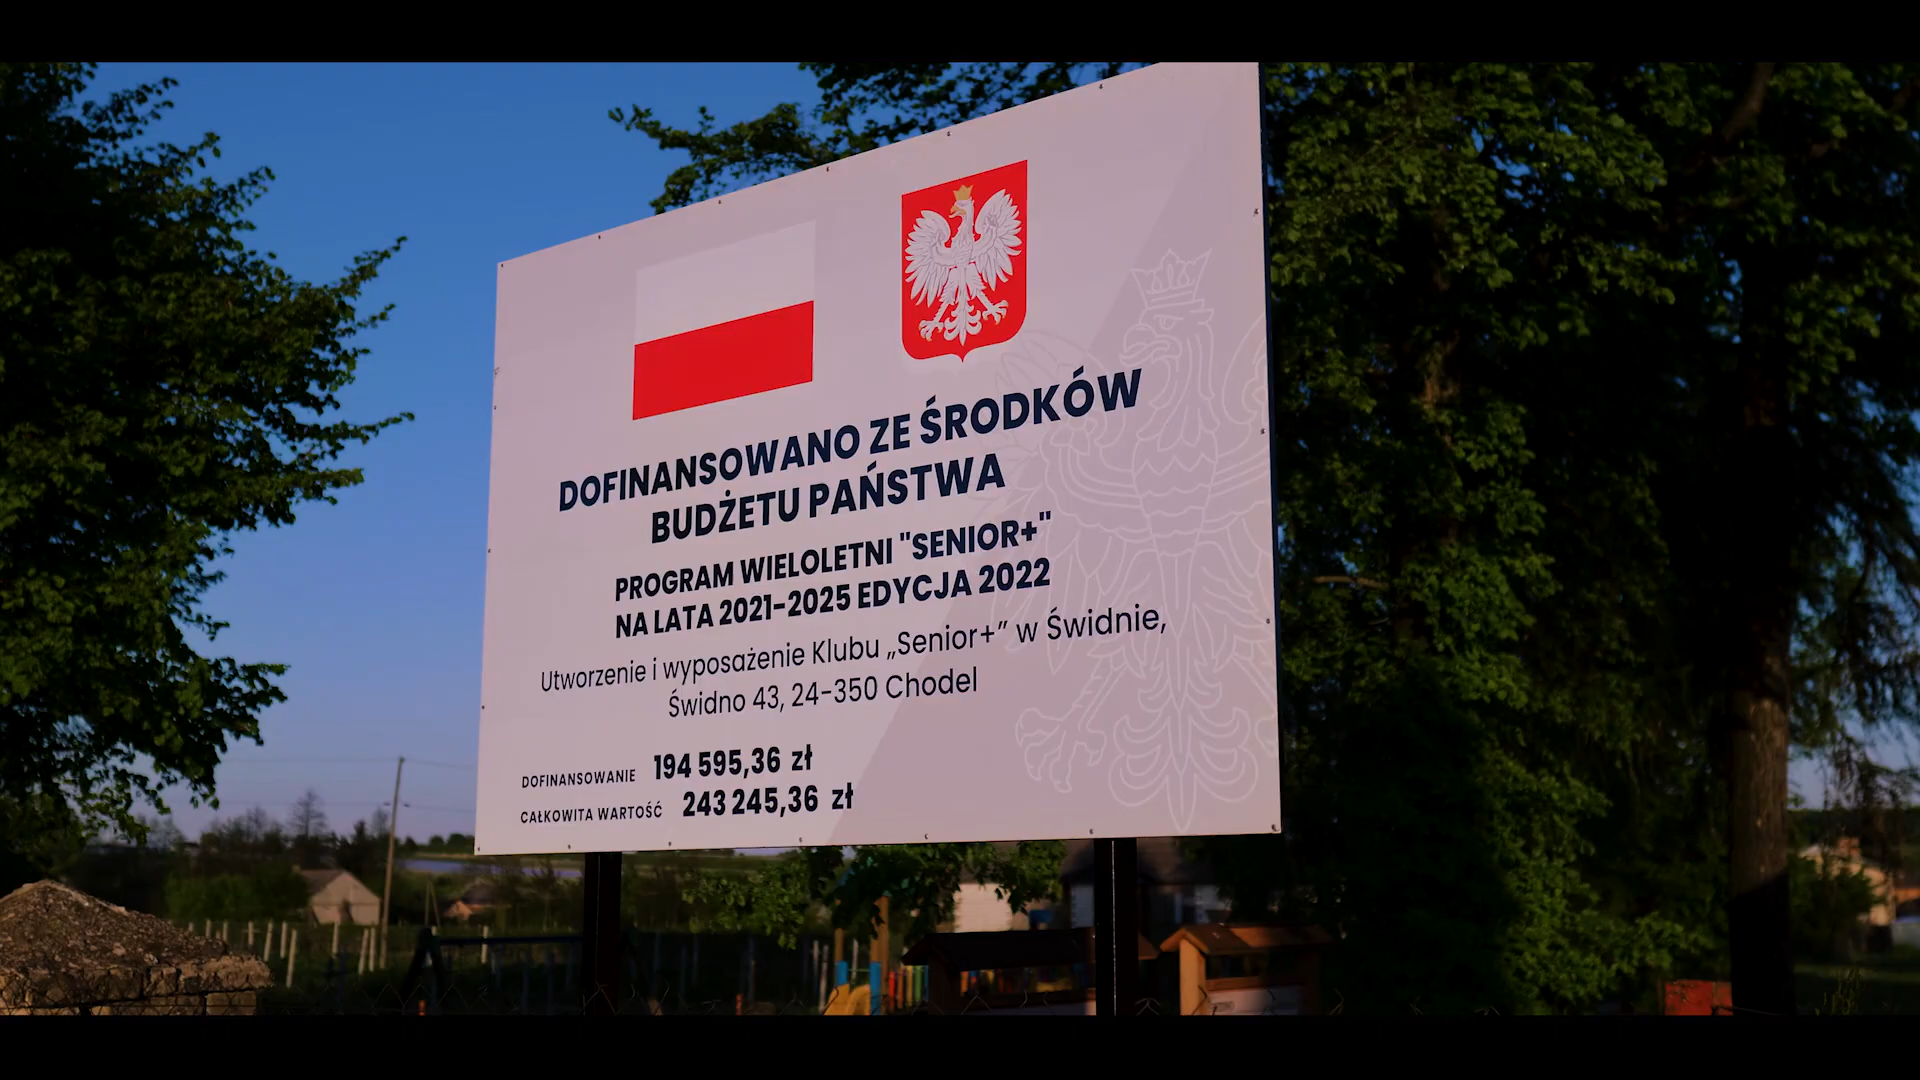 DOFINANSOWANO ZE ŚRODKÓW
BUDŻETU PAŃSTWA
PROGRAM WIELOLETNI "SENIOR+"
NA LATA 2021-2025 EDYCJA 2022
Utworzenie i wyposażenie Klubu „Senior+” w Świdnie,
Świdno 43, 24-350 Chodel
DOFINANSOWANIE 194 595,36 zł
CAŁKOWITA WARTOŚĆ 243 245,36 zł